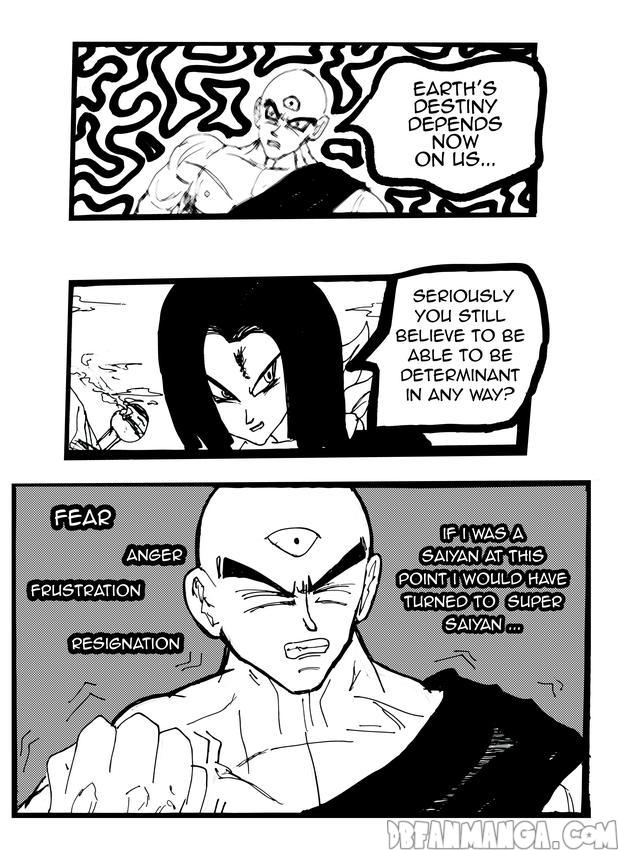 EARTH'S
DESTINY
DEPENDS
NOW
ON US...
SERIOUSLY
YOU STILL
BELIEVE TO BE
ABLE TO BE
DETERMINANT
IN ANY WAY?
FEAR
ANGER
FRUSTRATION
RESIGNATION
IF I WAS A
SAIYAN AT THIS
POINT I WOULD HAVE
TURNED TO SUPER
SAIYAN ...
DBFANMANGA.COM